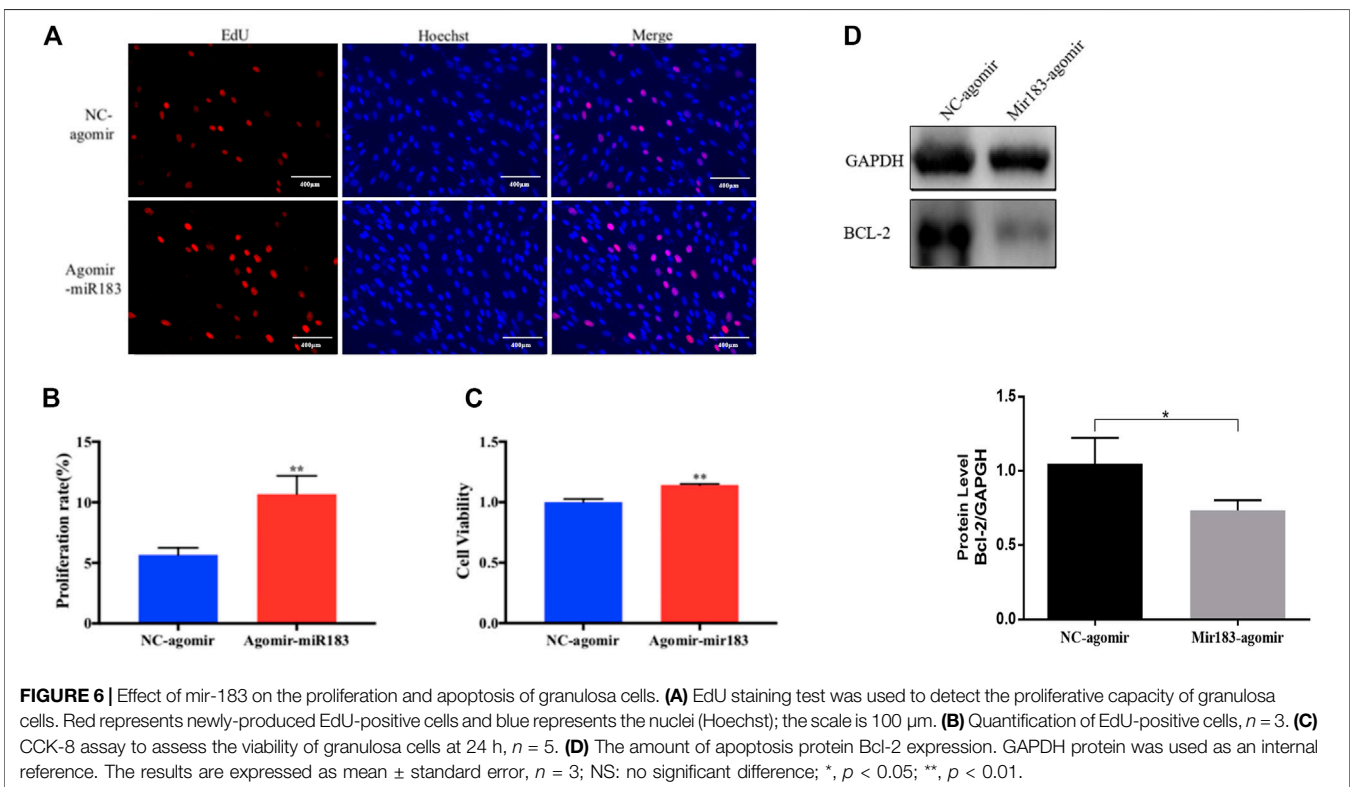 A
EdU
Hoechst
Merge
NC-
agomir
400μm
400μm
400μm
Agomir
-miR183
400μm
400μm
400μm
D
NC-agomir
Mir183-agomir
GAPDH
BCL-2
B
Proliferation rate(%)
15
10
5
0
**
NC-agomir
Agomir-miR183
C
Cell Viability
1.5
1.0
0.5
0.0
**
NC-agomir
Agomir-mir183
Protein Level
Bcl-2/GAPGH
1.5
1.0
0.5
0.0
*
NC-agomir
Mir183-agomir
FIGURE 6 | Effect of mir-183 on the proliferation and apoptosis of granulosa cells. (A) EdU staining test was used to detect the proliferative capacity of granulosa
cells. Red represents newly-produced EdU-positive cells and blue represents the nuclei (Hoechst); the scale is 100 μm. (B) Quantification of EdU-positive cells, n = 3. (C)
CCK-8 assay to assess the viability of granulosa cells at 24 h, n = 5. (D) The amount of apoptosis protein Bcl-2 expression. GAPDH protein was used as an internal
reference. The results are expressed as mean ± standard error, n = 3; NS: no significant difference; *, p < 0.05; **, p < 0.01.